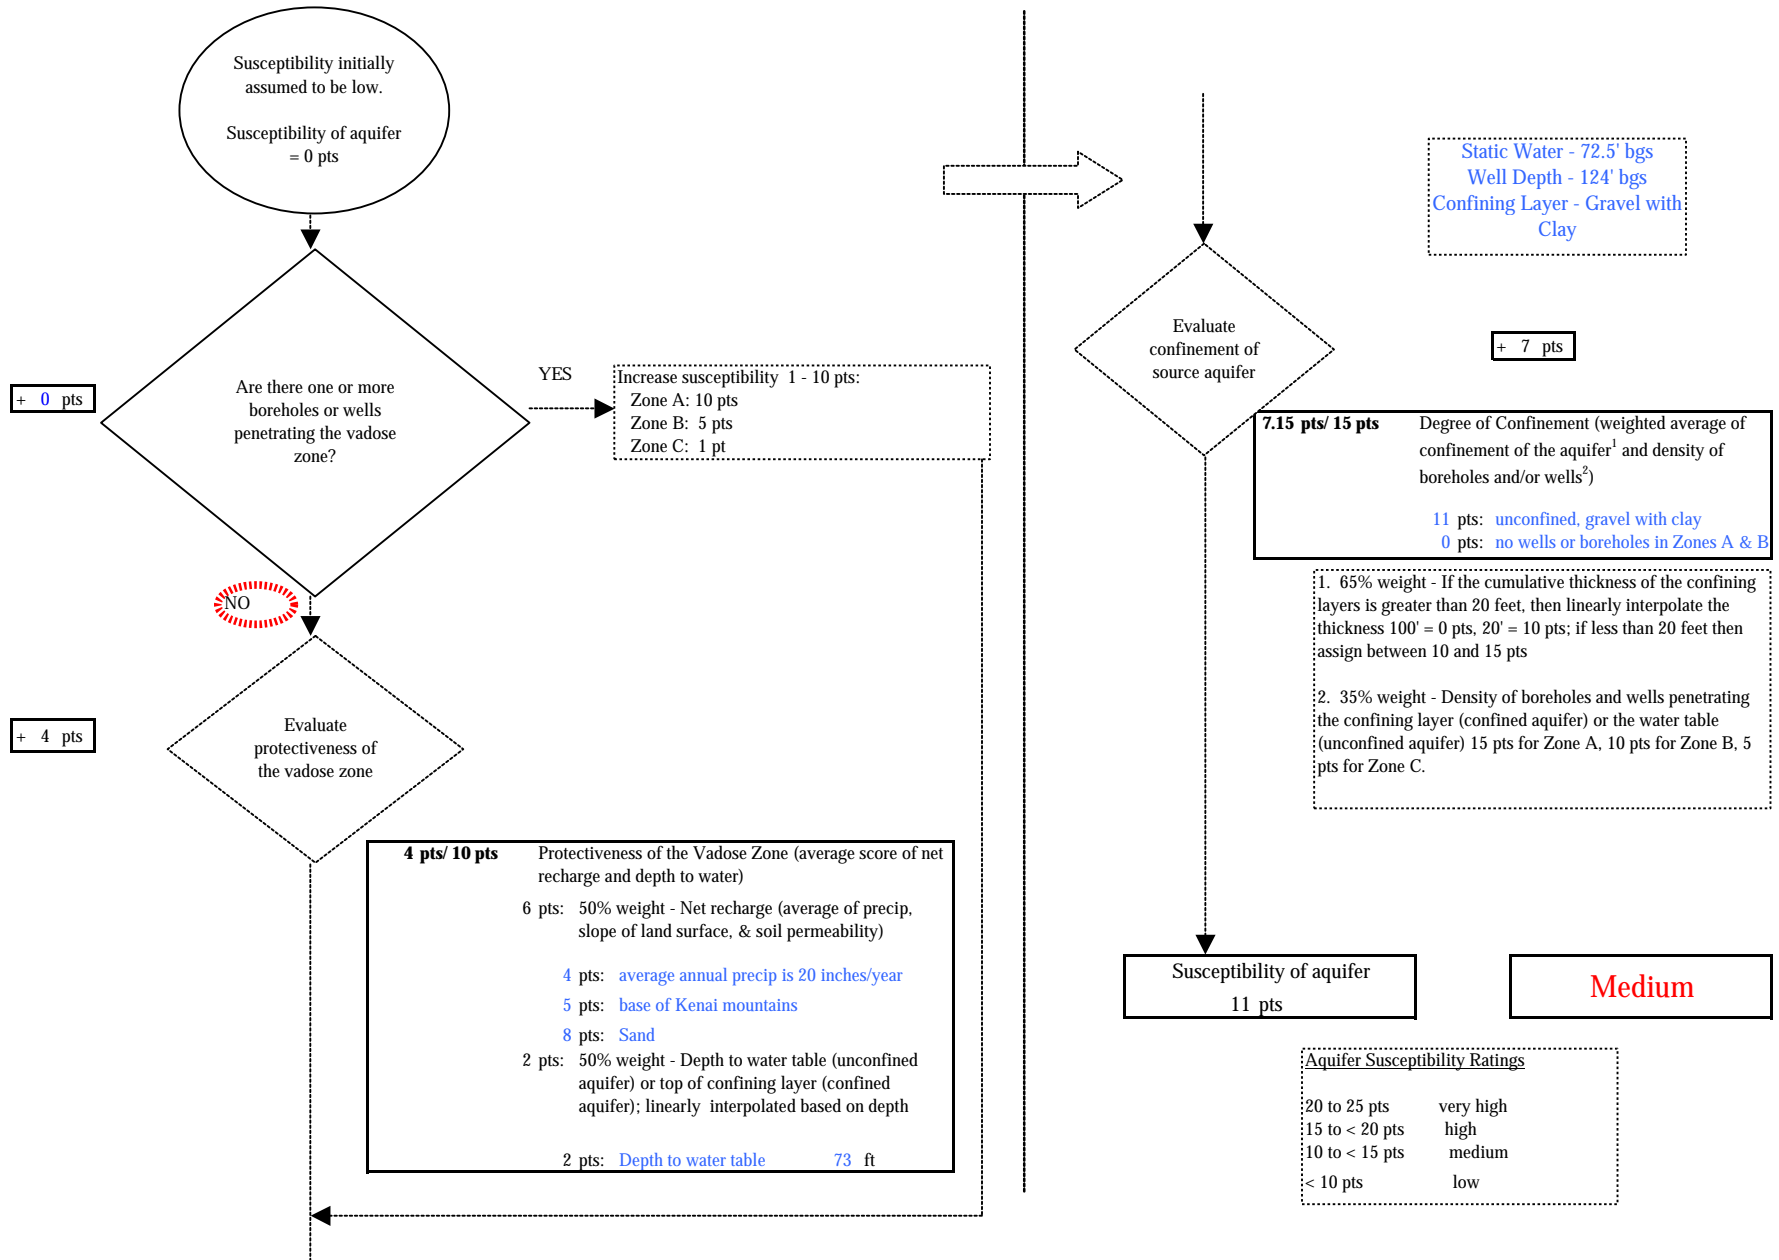 Susceptibility initially
assumed to be low.
Susceptibility of aquifer
= 0 pts
Are there one or more
boreholes or wells
penetrating the vadose
zone?
+ 0 pts
YES
Increase susceptibility 1 - 10 pts:
Zone A: 10 pts
Zone B: 5 pts
Zone C: 1 pt
NO
Evaluate
protectiveness of
the vadose zone
+ 4 pts
4 pts/ 10 pts Protectiveness of the Vadose Zone (average score of net
recharge and depth to water)
6 pts: 50% weight - Net recharge (average of precip,
slope of land surface, & soil permeability)
4 pts: average annual precip is 20 inches/year
5 pts: base of Kenai mountains
8 pts: Sand
2 pts: 50% weight - Depth to water table (unconfined
aquifer) or top of confining layer (confined
aquifer); linearly interpolated based on depth
2 pts: Depth to water table 73 ft
Static Water - 72.5' bgs
Well Depth - 124' bgs
Confining Layer - Gravel with
Clay
Evaluate
confinement of
source aquifer
+ 7 pts
7.15 pts/ 15 pts Degree of Confinement (weighted average of
confinement of the aquifer1 and density of
boreholes and/or wells2)
11 pts: unconfined, gravel with clay
0 pts: no wells or boreholes in Zones A & B
1. 65% weight - If the cumulative thickness of the confining
layers is greater than 20 feet, then linearly interpolate the
thickness 100' = 0 pts, 20' = 10 pts; if less than 20 feet then
assign between 10 and 15 pts
2. 35% weight - Density of boreholes and wells penetrating
the confining layer (confined aquifer) or the water table
(unconfined aquifer) 15 pts for Zone A, 10 pts for Zone B, 5
pts for Zone C.
Susceptibility of aquifer
11 pts
Medium
Aquifer Susceptibility Ratings
20 to 25 pts very high
15 to < 20 pts high
10 to < 15 pts medium
< 10 pts low